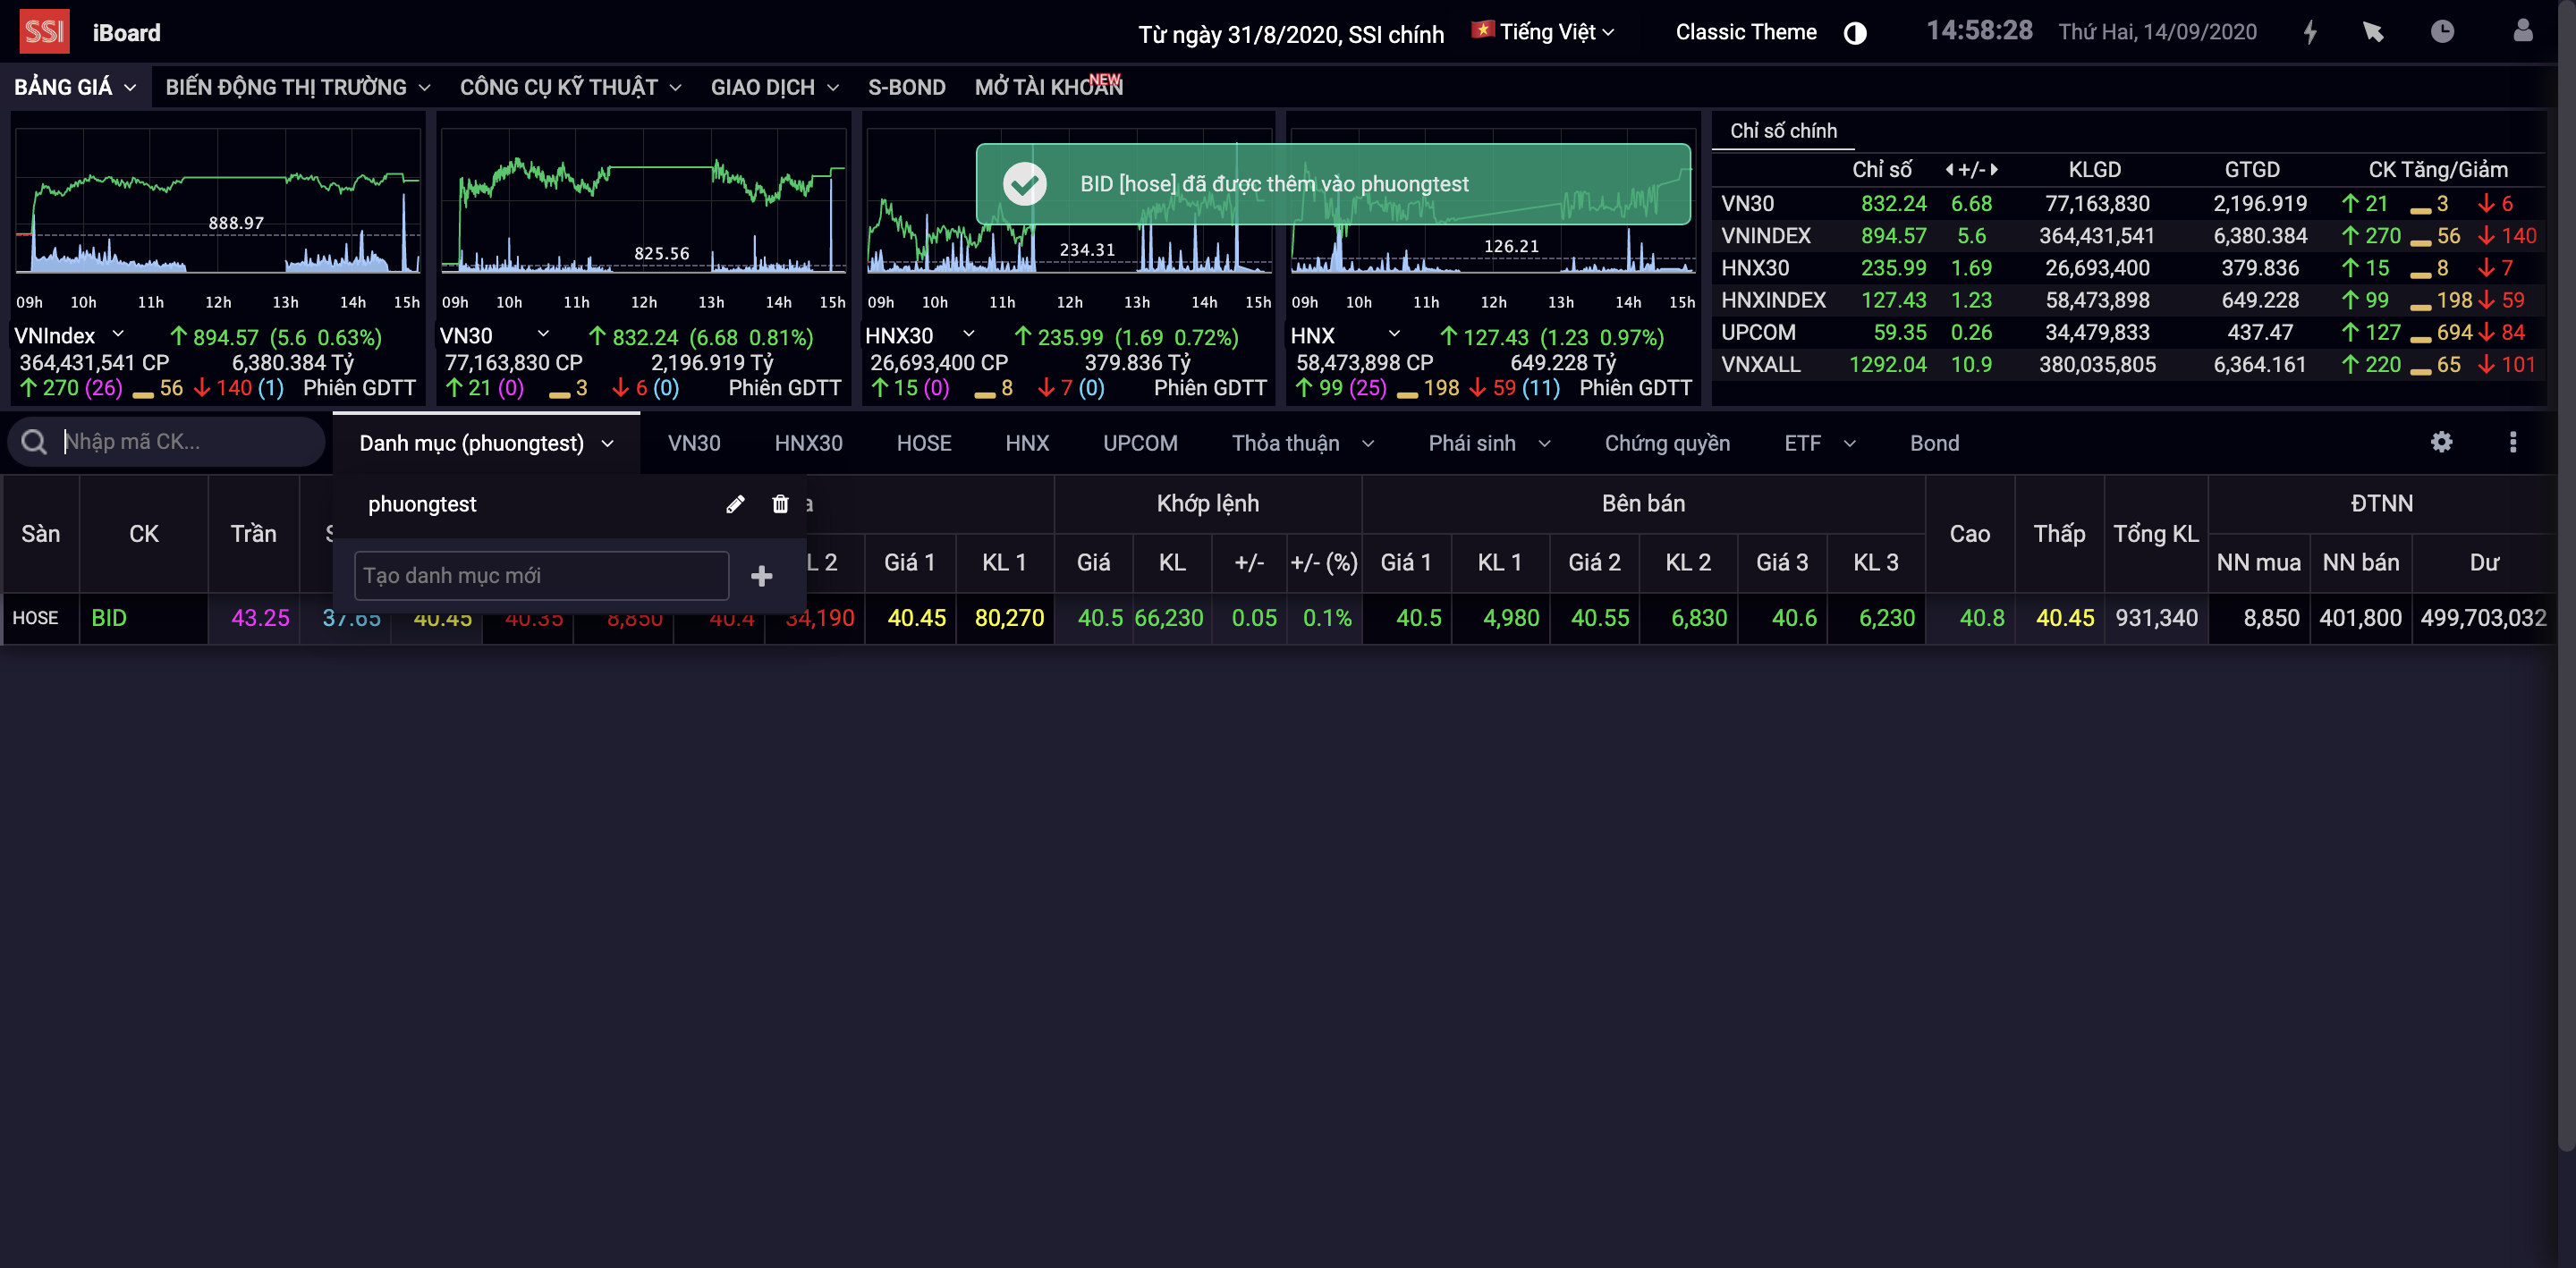 SSI iBoard Từ ngày 31/8/2020, SSI chính Tiếng Việt Classic Theme 14:58:28 Thứ Hai, 14/09/2020
BẢNG GIÁ BIẾN ĐỘNG THỊ TRƯỜNG CÔNG CỤ KỸ THUẬT GIAO DỊCH S-BOND MỞ TÀI KHOẢN NEW
888.97
09h 10h 11h 12h 13h 14h 15h
VNIndex 894.57 (5.6 0.63%)
364,431,541 CP 6,380.384 Tỷ
270 (26) 56 140 (1) Phiên GDTT
825.56
09h 10h 11h 12h 13h 14h 15h
VN30 832.24 (6.68 0.81%)
77,163,830 CP 2,196.919 Tỷ
21 (0) 3 6 (0) Phiên GDTT
234.31
09h 10h 11h 12h 13h 14h 15h
HNX30 235.99 (1.69 0.72%)
26,693,400 CP 379.836 Tỷ
15 (0) 8 7 (0) Phiên GDTT
126.21
09h 10h 11h 12h 13h 14h 15h
HNX 127.43 (1.23 0.97%)
58,473,898 CP 649.228 Tỷ
99 (25) 198 59 (11) Phiên GDTT
BID [hose] đã được thêm vào phuongtest
Chỉ số chính
Chỉ số +/- KLGD GTGD CK Tăng/Giảm
VN30 832.24 6.68 77,163,830 2,196.919 21 3 6
VNINDEX 894.57 5.6 364,431,541 6,380.384 270 56 140
HNX30 235.99 1.69 26,693,400 379.836 15 8 7
HNXINDEX 127.43 1.23 58,473,898 649.228 99 198 59
UPCOM 59.35 0.26 34,479,833 437.47 127 694 84
VNXALL 1292.04 10.9 380,035,805 6,364.161 220 65 101
Nhập mã CK... Danh mục (phuongtest) VN30 HNX30 HOSE HNX UPCOM Thỏa thuận Phái sinh Chứng quyền ETF Bond
phuongtest
Tạo danh mục mới
Sàn CK Trần Khớp lệnh Bên bán Cao Thấp Tổng KL ĐTNN
L 2 Giá 1 KL 1 Giá KL +/- +/- (%) Giá 1 KL 1 Giá 2 KL 2 Giá 3 KL 3 NN mua NN bán Dư
HOSE BID 43.25 37.65 40.45 40.35 8,850 40.4 34,190 40.45 80,270 40.5 66,230 0.05 0.1% 40.5 4,980 40.55 6,830 40.6 6,230 40.8 40.45 931,340 8,850 401,800 499,703,032